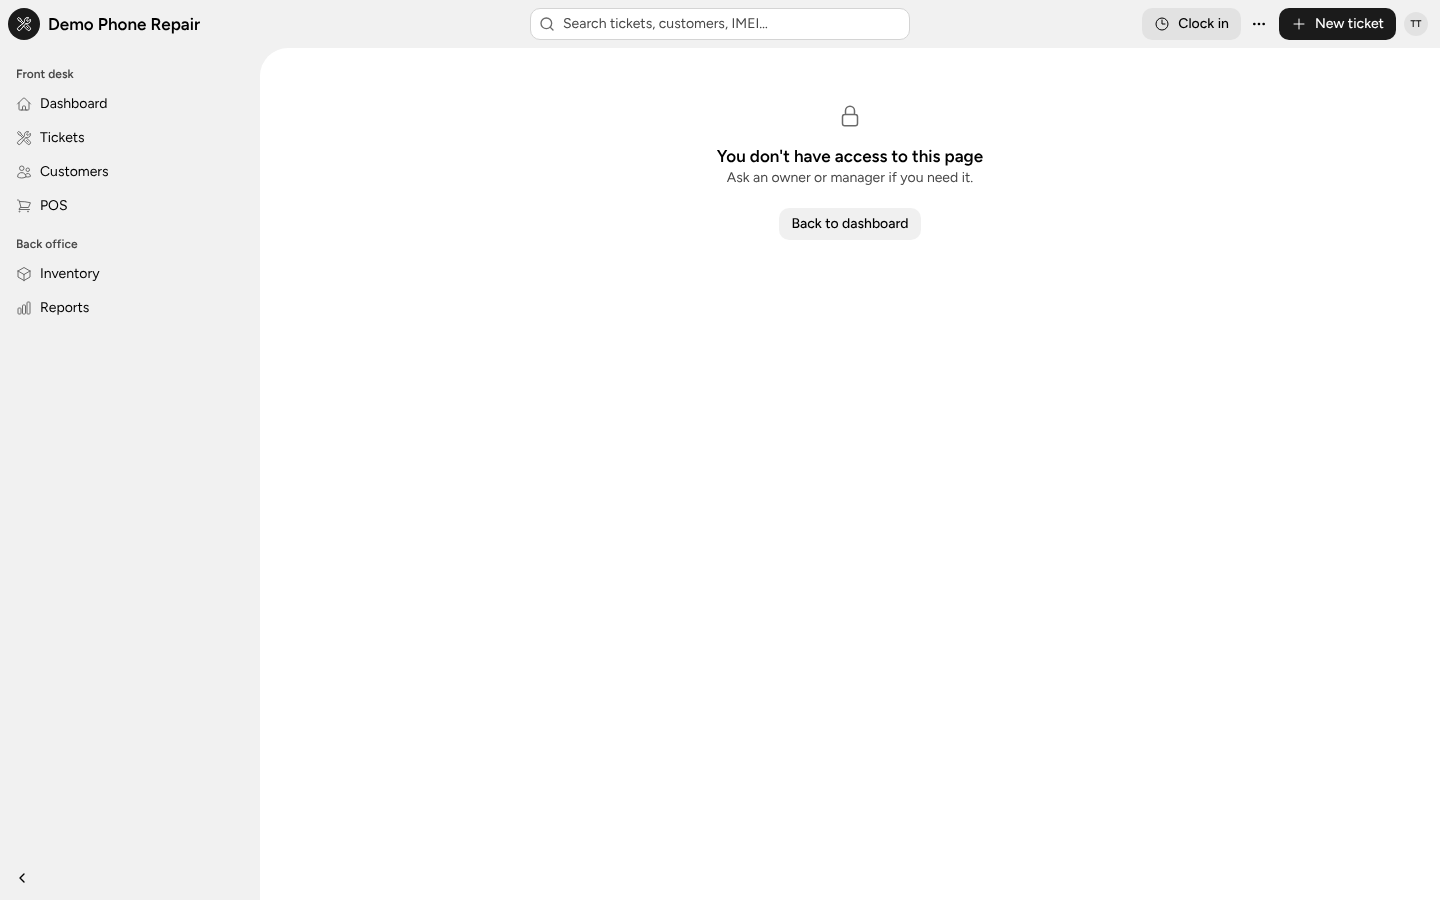 Demo Phone Repair
Search tickets, customers, IMEI...
Clock in
New ticket
TT
Front desk
Dashboard
Tickets
Customers
POS
Back office
Inventory
Reports
You don't have access to this page
Ask an owner or manager if you need it.
Back to dashboard